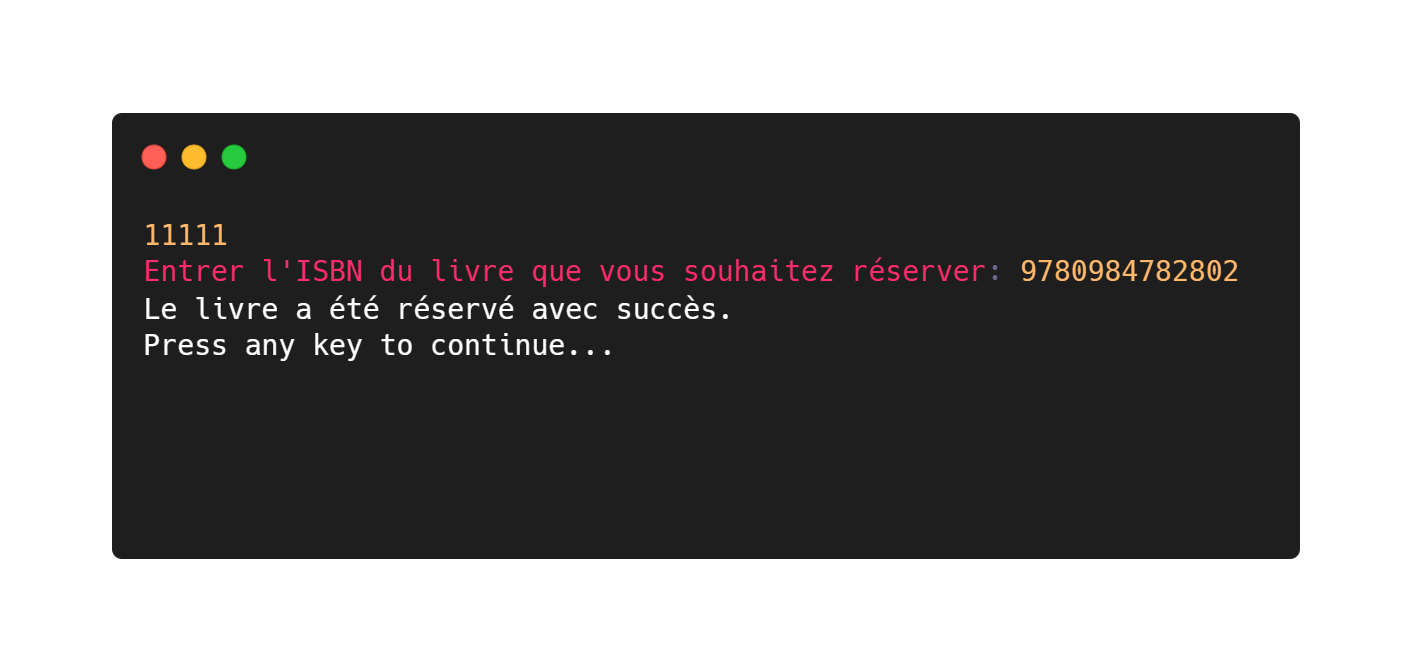 11111
Entrer l'ISBN du livre que vous souhaitez réserver: 9780984782802
Le livre a été réservé avec succès.
Press any key to continue...